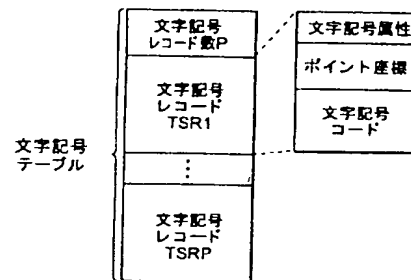 文字記号
テーブル
文字記号
レコード数P
文字記号
レコード
TSR1
⋮
文字記号
レコード
TSRP
文字記号属性
ポイント座標
文字記号
コード